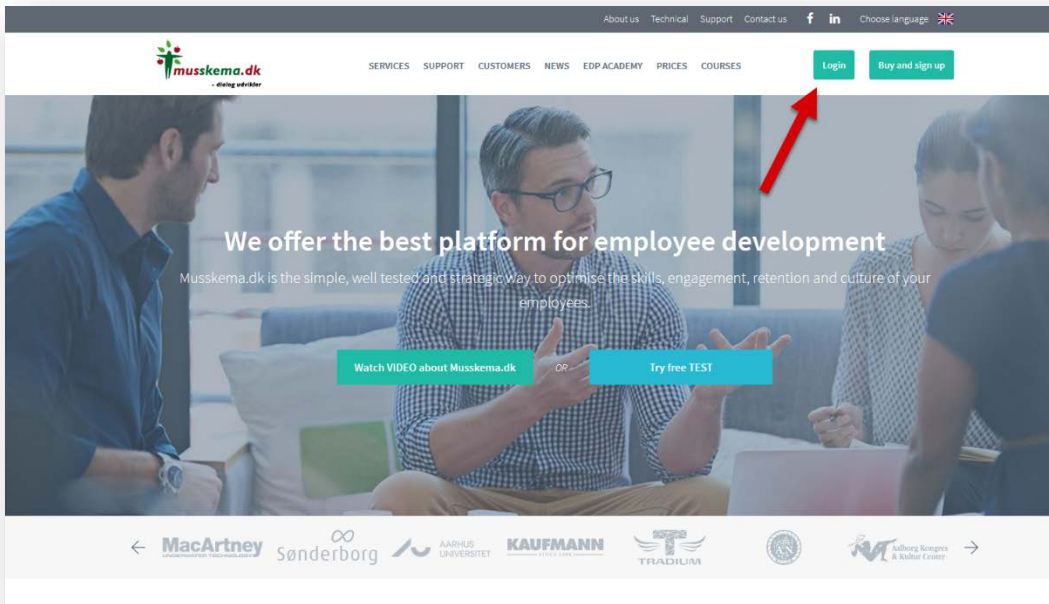 About us Technical Support Contact us f in Choose language
musskema.dk
- dialog udvikler
SERVICES SUPPORT CUSTOMERS NEWS EDP ACADEMY PRICES COURSES
Login Buy and sign up
We offer the best platform for employee development
Musskema.dk is the simple, well tested and strategic way to optimise the skills, engagement, retention and culture of your
employees.
Watch VIDEO about Musskema.dk OR Try free TEST
MacArtney
UNDERWATER TECHNOLOGY
Sønderborg
AARHUS
UNIVERSITET
KAUFMANN
TRADIUM
Aalborg Kongres
& Kultur Center